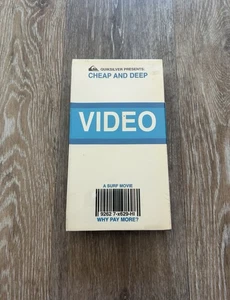 QUIKSILVER PRESENTS:
CHEAP AND DEEP
VIDEO
A SURF MOVIE
WHY PAY MORE?